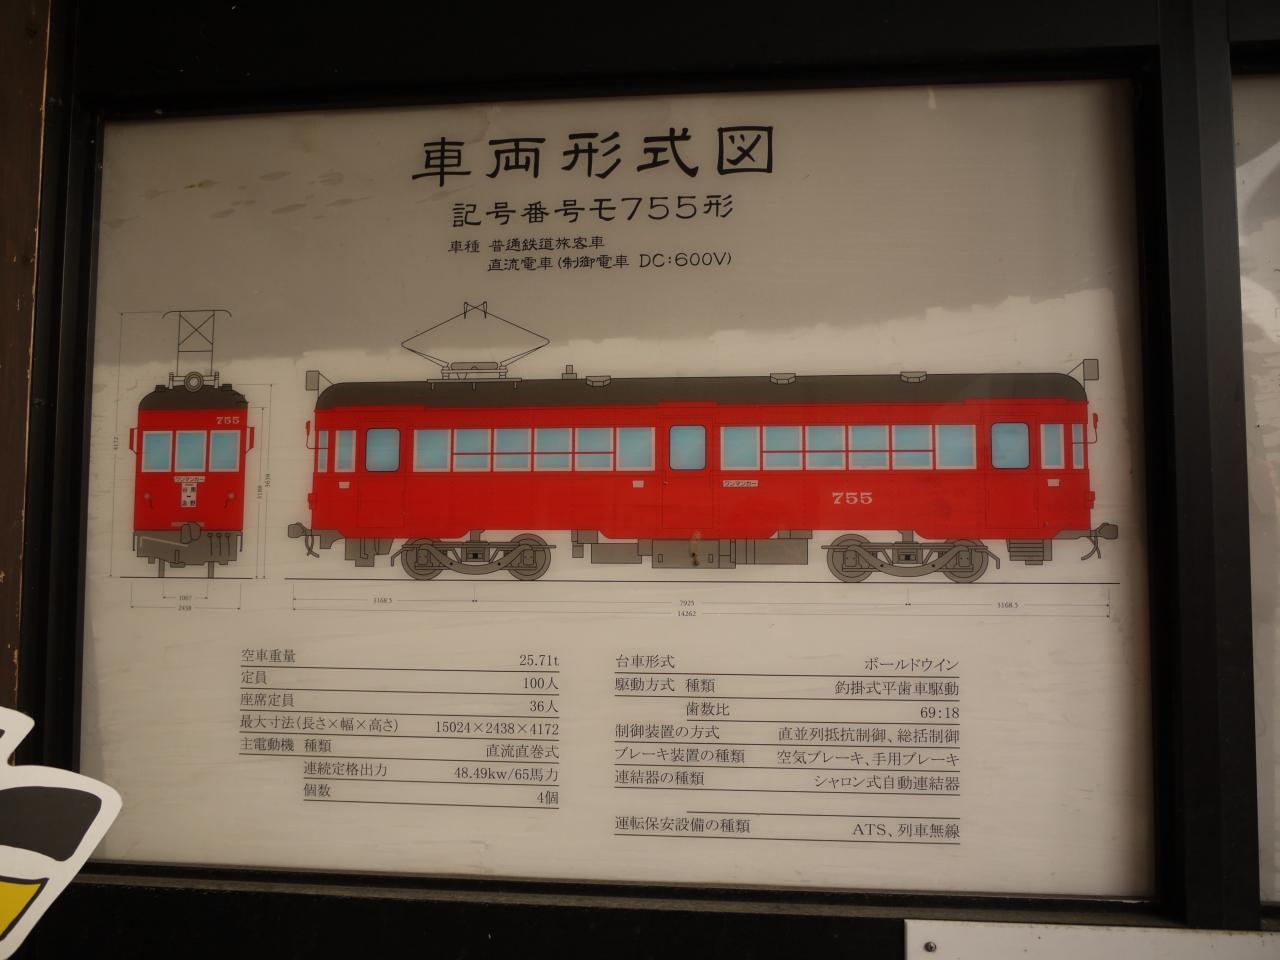 車両形式図
記号番号モ755形
車種 普通鉄道旅客車
直流電車(制御電車 DC:600V)
755
ワンマンカー
4172
3188
ワンマンカー
755
1067
2438
3168.5
7925
3168.5
14262
空車重量 25.71t
定員 100人
座席定員 36人
最大寸法(長さ×幅×高さ) 15024×2438×4172
主電動機 種類 直流直巻式
連続定格出力 48.49kw/65馬力
個数 4個
台車形式 ボールドウイン
駆動方式 種類 釣掛式平歯車駆動
歯数比 69:18
制御装置の方式 直並列抵抗制御、総括制御
ブレーキ装置の種類 空気ブレーキ、手用ブレーキ
連結器の種類 シャロン式自動連結器
運転保安設備の種類 ATS、列車無線